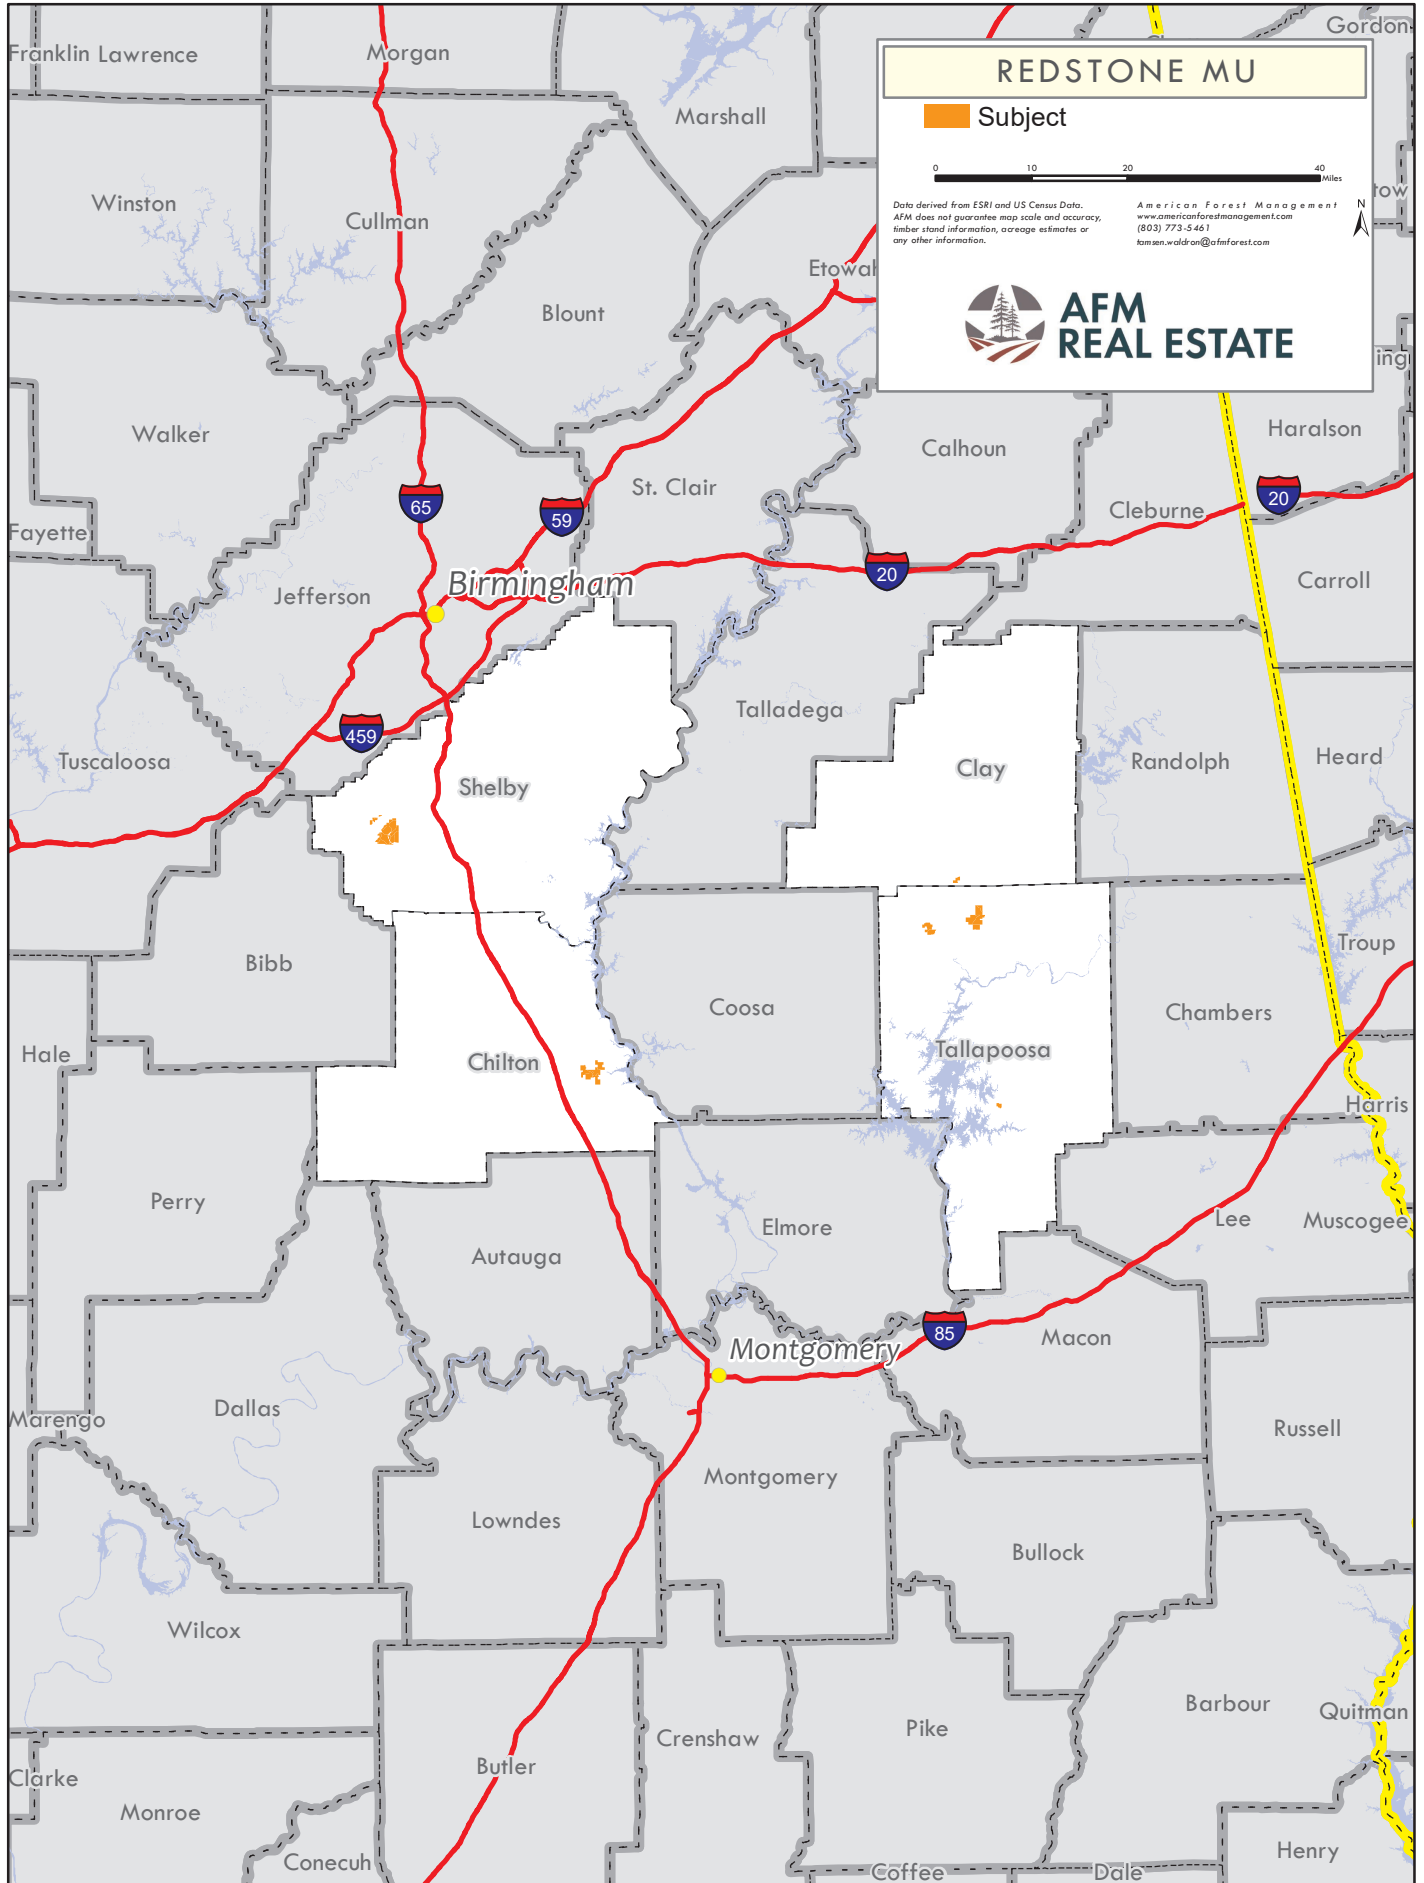 Franklin Lawrence
Morgan
Gordon
REDSTONE MU
Subject
Marshall
0 10 20 40
Miles
Data derived from ESRI and US Census Data.
AFM does not guarantee map scale and accuracy,
timber stand information, acreage estimates or
any other information.
American Forest Management
www.americanforestmanagement.com
(803) 773-5461
tamsen.waldron@afmforest.com
N
tow
Winston
Cullman
Etowah
Blount
AFM
REAL ESTATE
ing
Walker
Haralson
Calhoun
St. Clair
65
59
20
Cleburne
Fayette
20
Birmingham
Jefferson
Carroll
Talladega
459
Tuscaloosa
Shelby
Clay
Randolph
Heard
Bibb
Troup
Coosa
Chambers
Hale
Chilton
Tallapoosa
Harris
Perry
Autauga
Elmore
Lee
Muscogee
85
Macon
Montgomery
Dallas
Marengo
Russell
Montgomery
Lowndes
Bullock
Wilcox
Barbour
Quitman
Crenshaw
Pike
Butler
Clarke
Monroe
Conecuh
Henry
Coffee
Dale